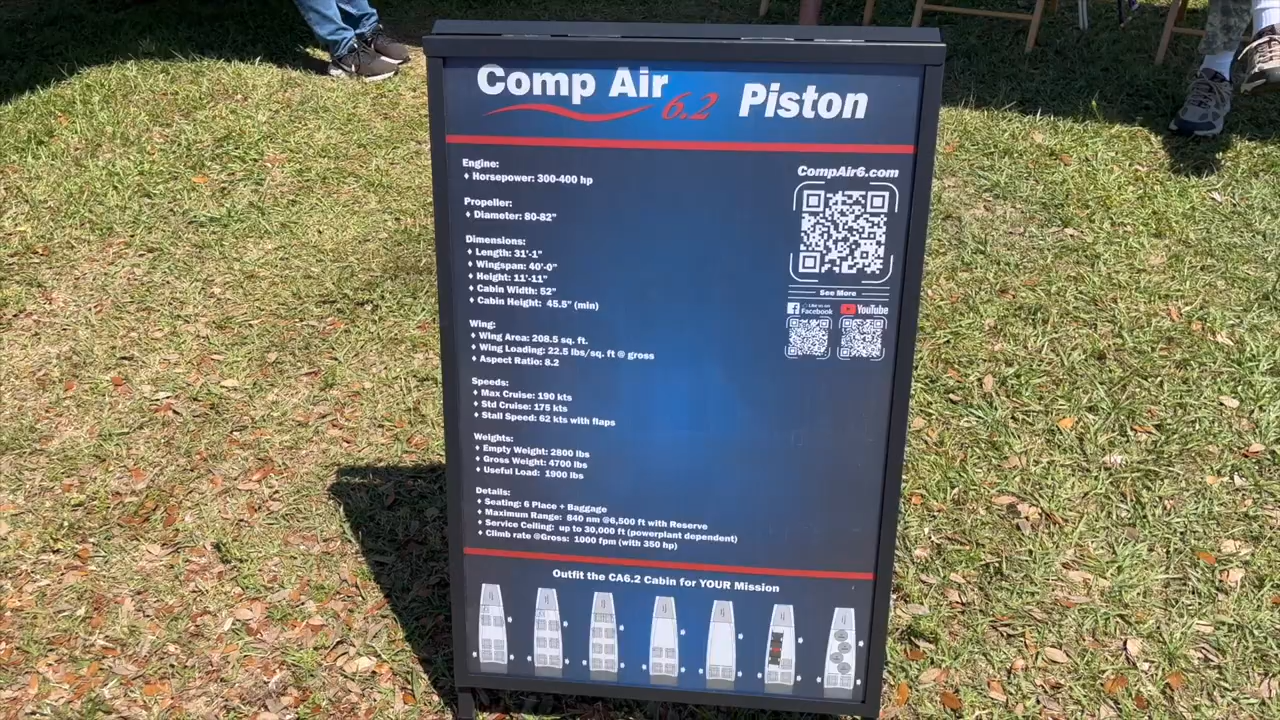 Comp Air 6.2 Piston
Engine:
♦ Horsepower: 300-400 hp
Propeller:
♦ Diameter: 80-82"
Dimensions:
♦ Length: 31'-1"
♦ Wingspan: 40'-0"
♦ Height: 11'-11"
♦ Cabin Width: 52"
♦ Cabin Height: 45.5" (min)
Wing:
♦ Wing Area: 208.5 sq. ft.
♦ Wing Loading: 22.5 lbs/sq. ft @ gross
♦ Aspect Ratio: 8.2
Speeds:
♦ Max Cruise: 190 kts
♦ Std Cruise: 175 kts
♦ Stall Speed: 62 kts with flaps
Weights:
♦ Empty Weight: 2800 lbs
♦ Gross Weight: 4700 lbs
♦ Useful Load: 1900 lbs
Details:
♦ Seating: 6 Place + Baggage
♦ Maximum Range: 840 nm @6,500 ft with Reserve
♦ Service Ceiling: up to 30,000 ft (powerplant dependent)
♦ Climb rate @Gross: 1000 fpm (with 350 hp)
CompAir6.com
See More
Like us on
Facebook
YouTube
Outfit the CA6.2 Cabin for YOUR Mission